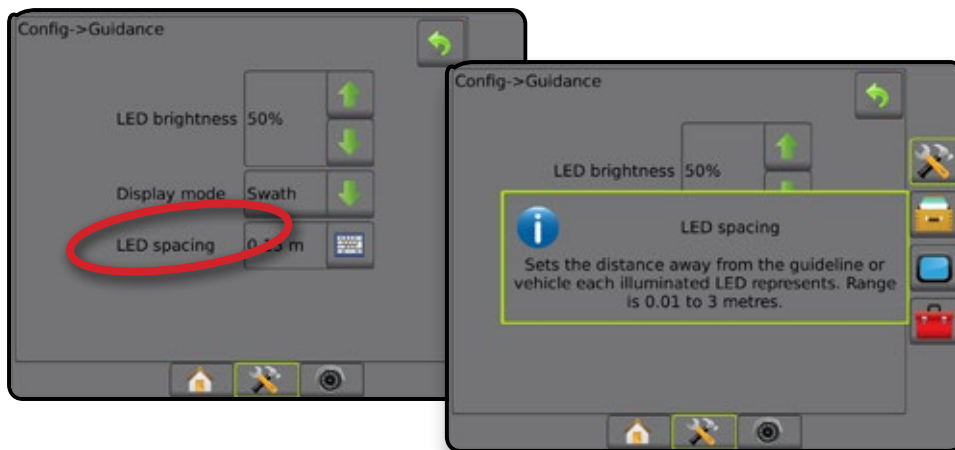 Config->Guidance
LED brightness 50%
Display mode Swath
LED spacing m
Config->Guidance
LED brightness 50%
LED spacing
Sets the distance away from the guideline or
vehicle each illuminated LED represents. Range
is 0.01 to 3 metres.